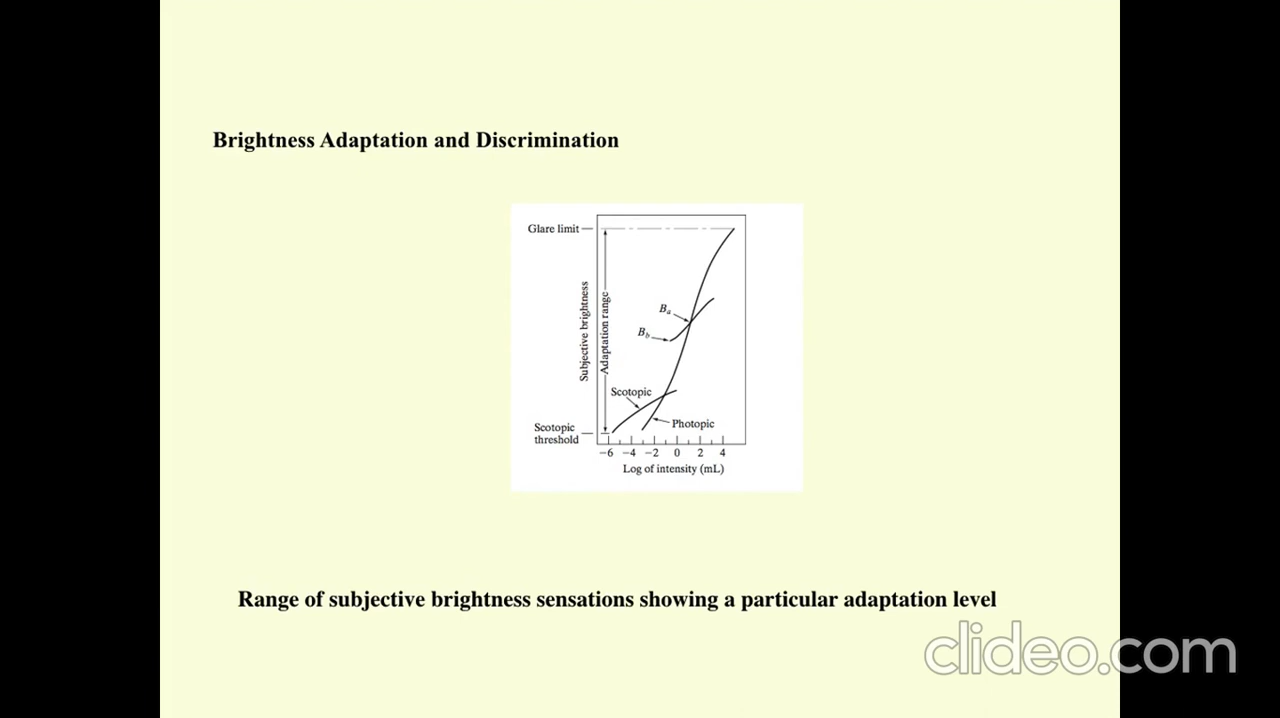 Brightness Adaptation and Discrimination
Glare limit
Subjective brightness
Adaptation range
Ba
Bb
Scotopic
Photopic
Scotopic
threshold
−6 −4 −2 0 2 4
Log of intensity (mL)
Range of subjective brightness sensations showing a particular adaptation level
clideo.com